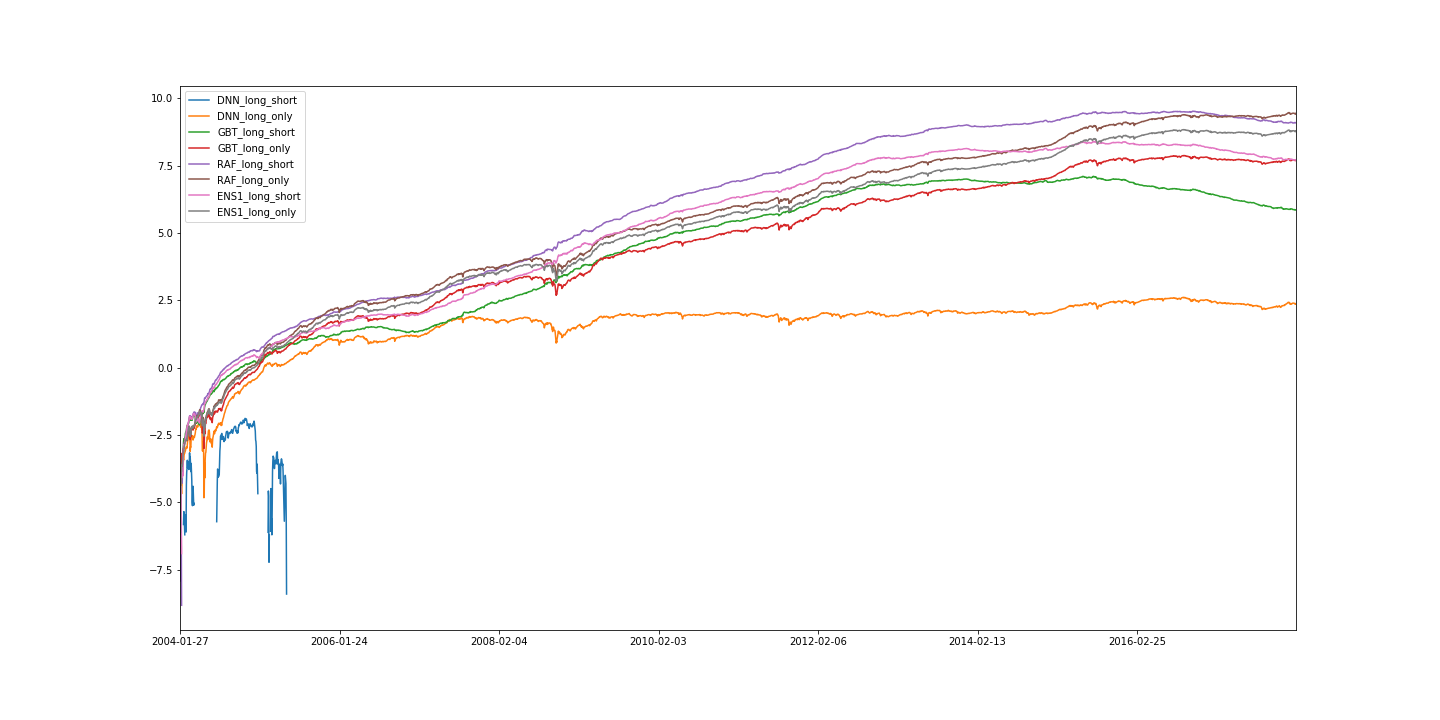 10.0
7.5
5.0
2.5
0.0
−2.5
−5.0
−7.5
DNN_long_short
DNN_long_only
GBT_long_short
GBT_long_only
RAF_long_short
RAF_long_only
ENS1_long_short
ENS1_long_only
2004-01-27
2006-01-24
2008-02-04
2010-02-03
2012-02-06
2014-02-13
2016-02-25